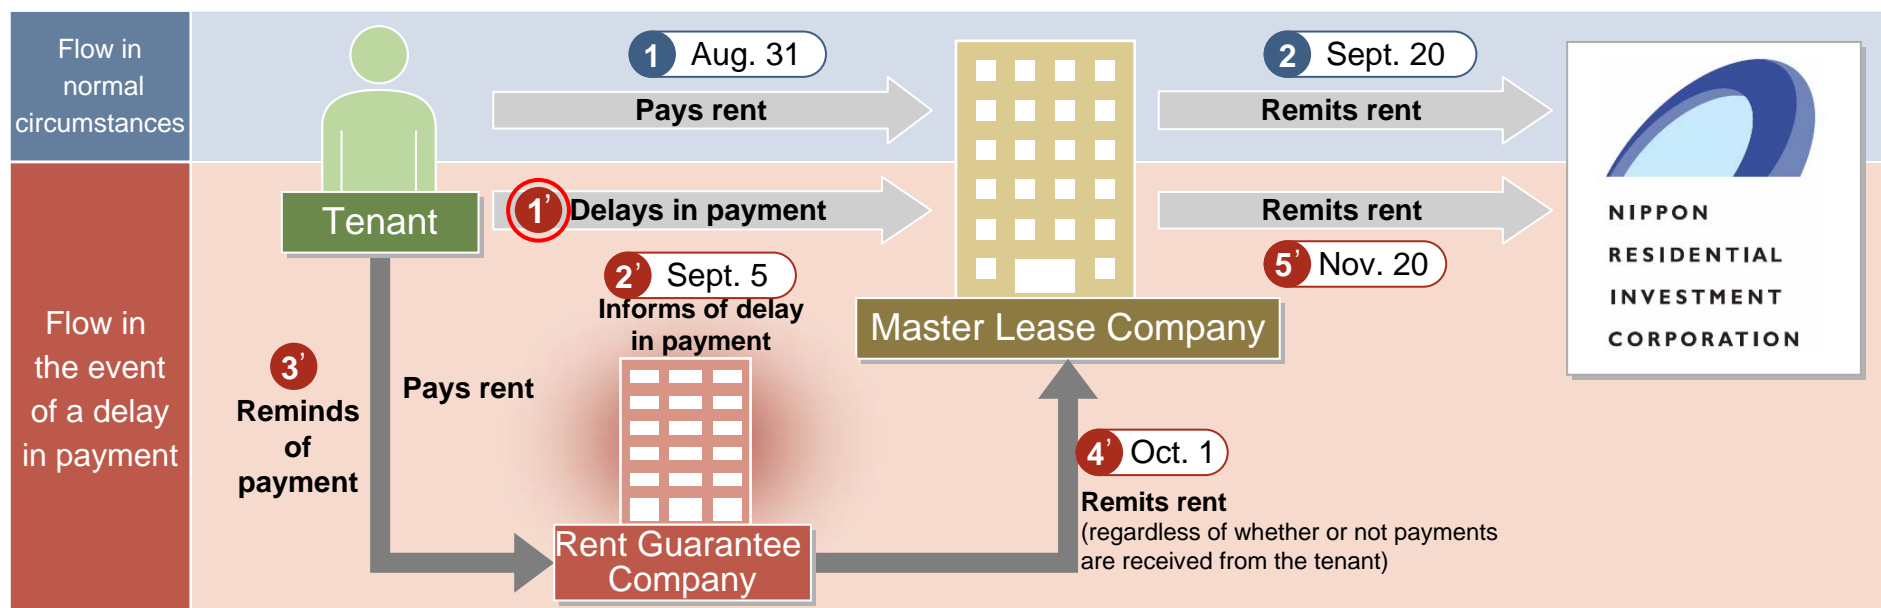 Flow in
normal
circumstances
1 Aug. 31
Pays rent
2 Sept. 20
Remits rent
Flow in
the event
of a delay
in payment
Tenant
1’ Delays in payment
2’ Sept. 5
Informs of delay
in payment
3’
Reminds
of
payment
Pays rent
Rent Guarantee
Company
Master Lease Company
4’ Oct. 1
Remits rent
(regardless of whether or not payments
are received from the tenant)
Remits rent
5’ Nov. 20
NIPPON
RESIDENTIAL
INVESTMENT
CORPORATION